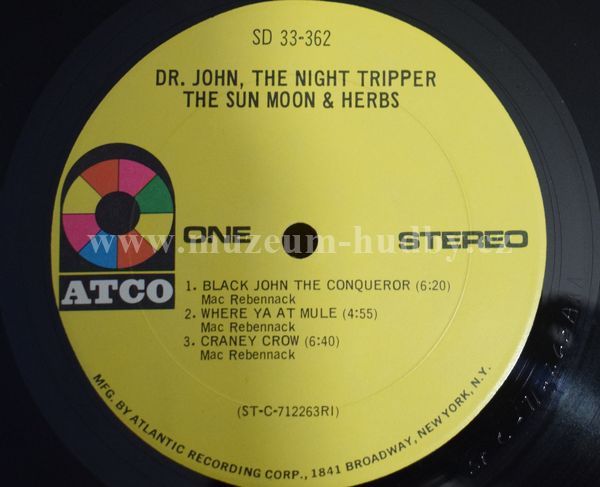 SD 33-362
DR. JOHN, THE NIGHT TRIPPER
THE SUN MOON & HERBS
www.muzeum-hudby.cz
ONE
STEREO
ATCO
1. BLACK JOHN THE CONQUEROR (6:20)
Mac Rebennack
2. WHERE YA AT MULE (4:55)
Mac Rebennack
3. CRANEY CROW (6:40)
Mac Rebennack
(ST-C-712263RI)
MFG. BY ATLANTIC RECORDING CORP., 1841 BROADWAY, NEW YORK, N.Y.